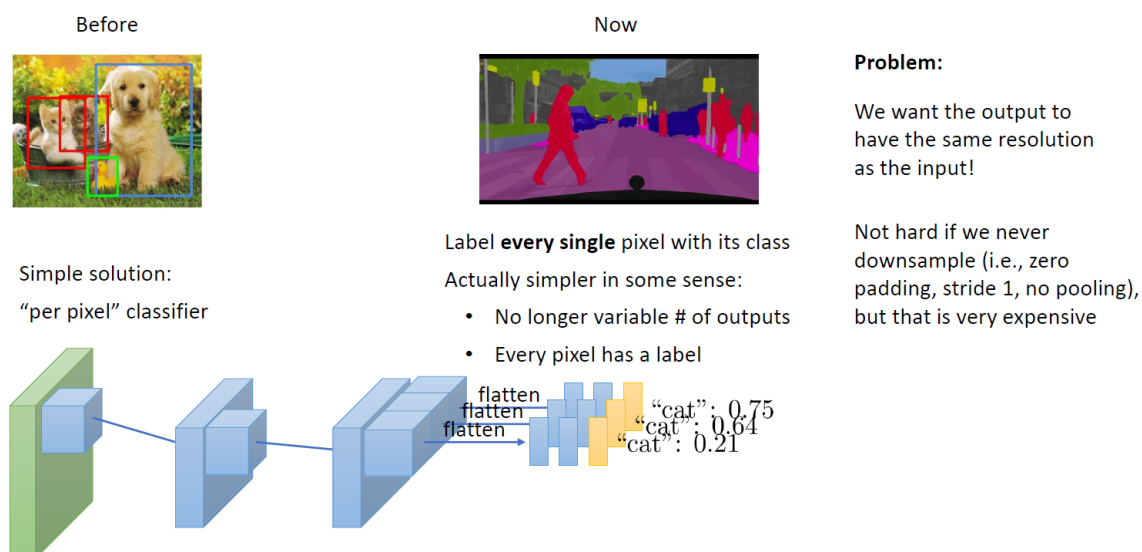 Before
Now
Problem:
We want the output to
have the same resolution
as the input!
Not hard if we never
downsample (i.e., zero
padding, stride 1, no pooling),
but that is very expensive
Label every single pixel with its class
Actually simpler in some sense:
• No longer variable # of outputs
• Every pixel has a label
Simple solution:
“per pixel” classifier
flatten
flatten
flatten
“cat”: 0.75
“cat”: 0.64
“cat”: 0.21